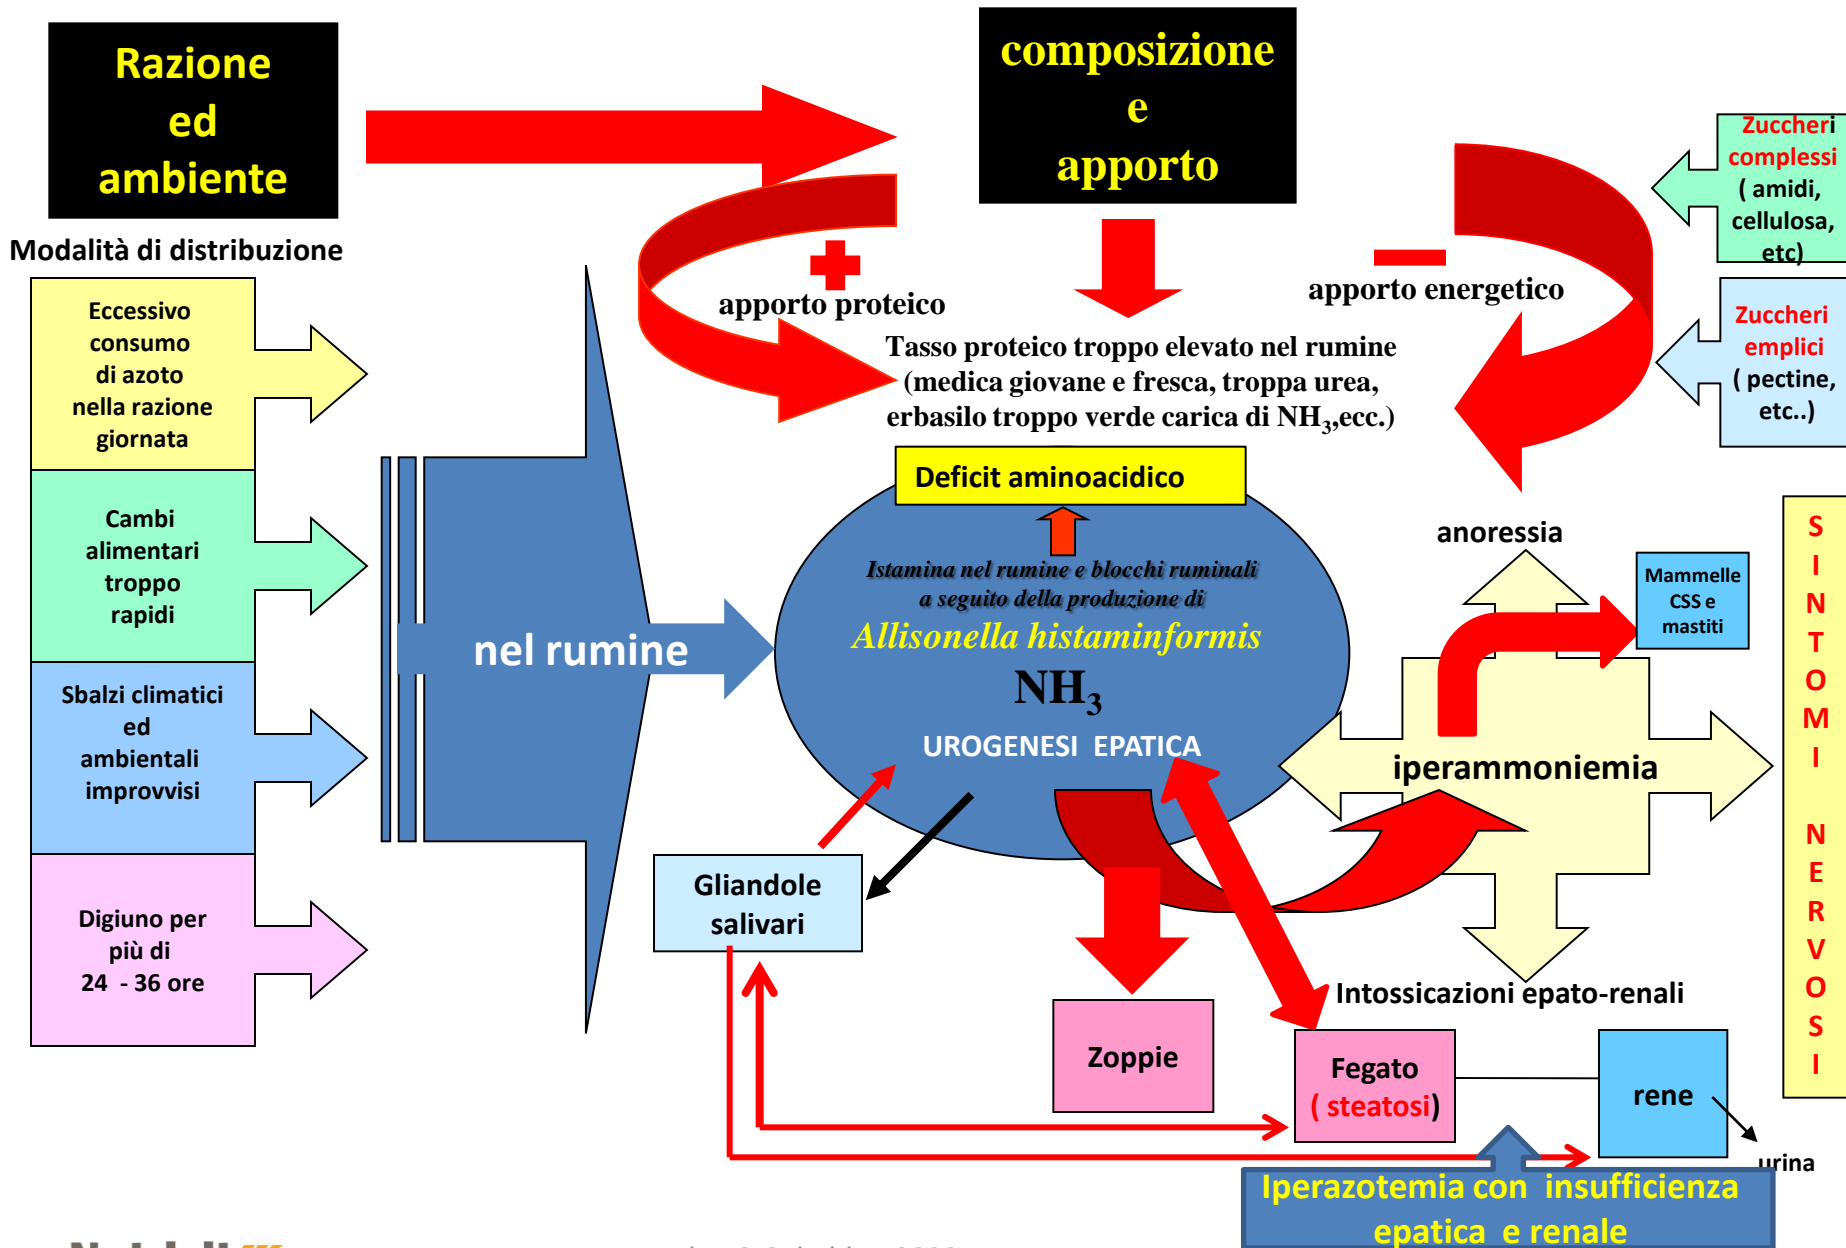 Razione
ed
ambiente
composizione
e
apporto
Zuccheri
complessi
( amidi,
cellulosa,
etc)
Modalità di distribuzione
apporto proteico
apporto energetico
Zuccheri
emplici
( pectine,
etc..)
Eccessivo
consumo
di azoto
nella razione
giornata
Tasso proteico troppo elevato nel rumine
(medica giovane e fresca, troppa urea,
erbasilo troppo verde carica di NH3,ecc.)
Deficit aminoacidico
Cambi
alimentari
troppo
rapidi
anoressia
Istamina nel rumine e blocchi ruminali
a seguito della produzione di
Allisonella histaminformis
NH3
UROGENESI EPATICA
Mammelle
CSS e
mastiti
nel rumine
Sbalzi climatici
ed
ambientali
improvvisi
iperammoniemia
SINTOMI NERVOSI
Gliandole
salivari
Digiuno per
più di
24 - 36 ore
Intossicazioni epato-renali
Zoppie
Fegato
( steatosi)
rene
urina
Iperazotemia con insufficienza
epatica e renale